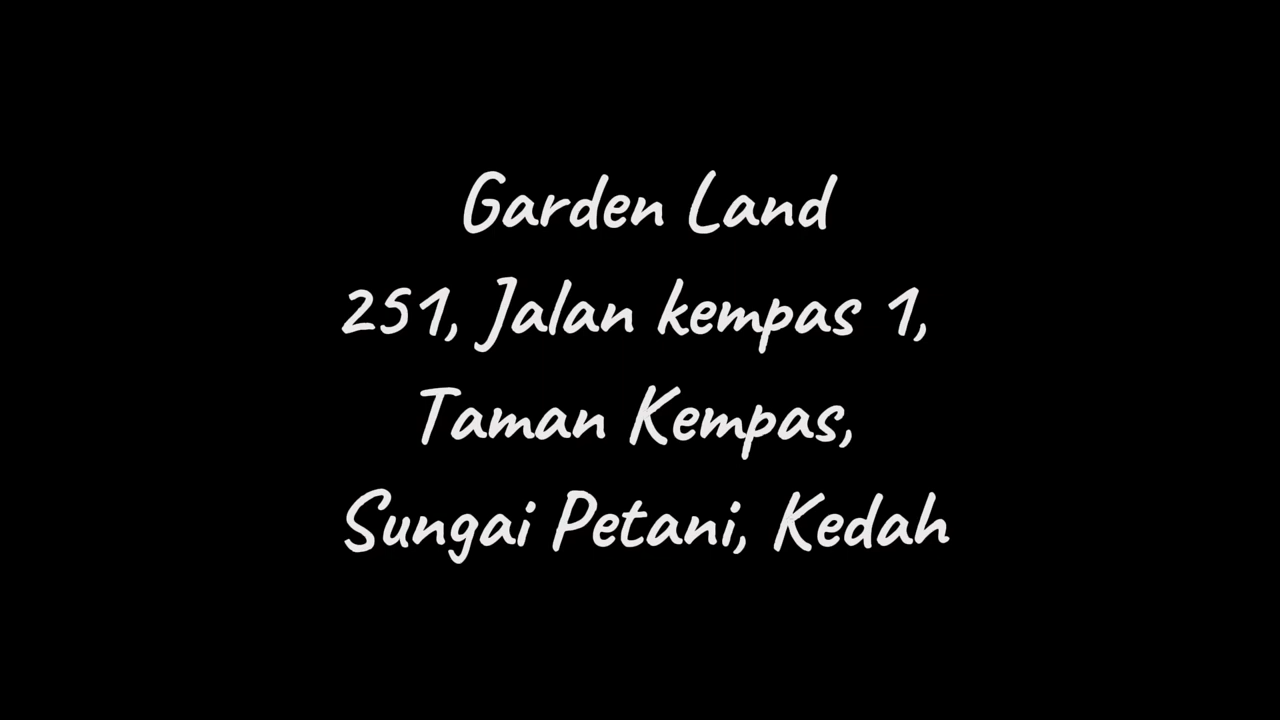 Garden Land
251, Jalan kempas 1,
Taman Kempas,
Sungai Petani, Kedah